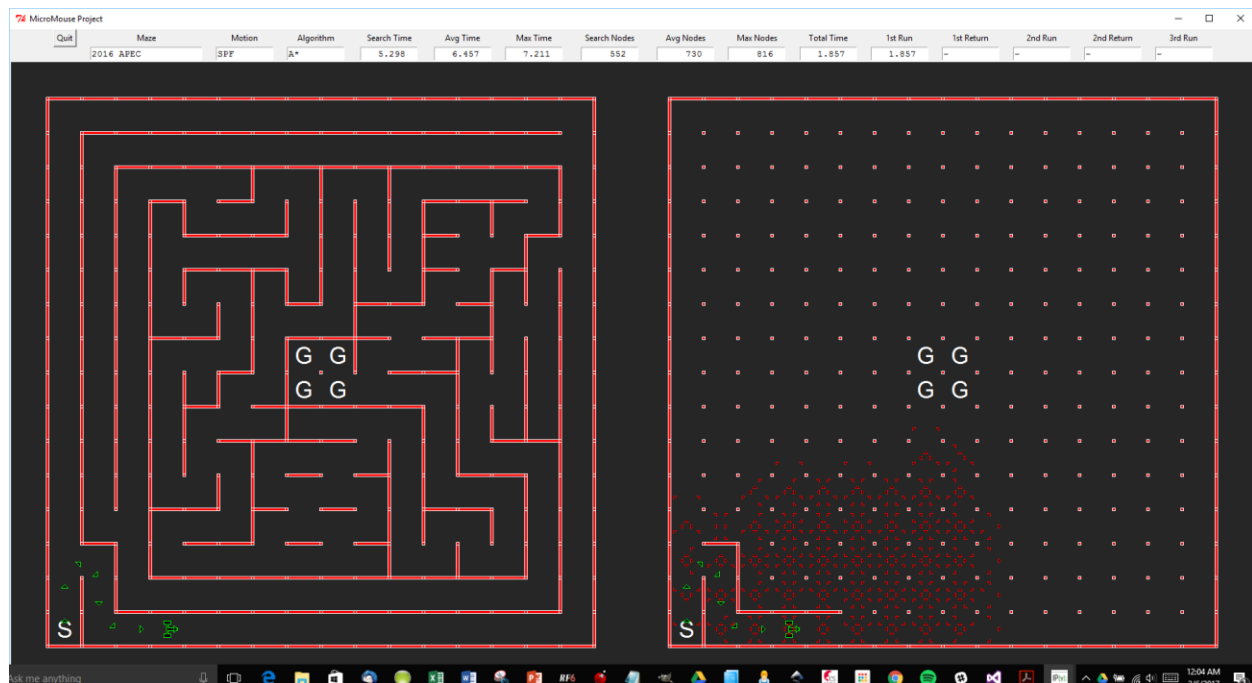 MicroMouse Project
Quit Maze Motion Algorithm Search Time Avg Time Max Time Search Nodes Avg Nodes Max Nodes Total Time 1st Run 1st Return 2nd Run 2nd Return 3rd Run
2016 APEC SPF A* 5.298 6.457 7.211 552 730 816 1.857 1.857 - - - -
G G G G
G G G G
S S
Ask me anything RF6 12:04 AM